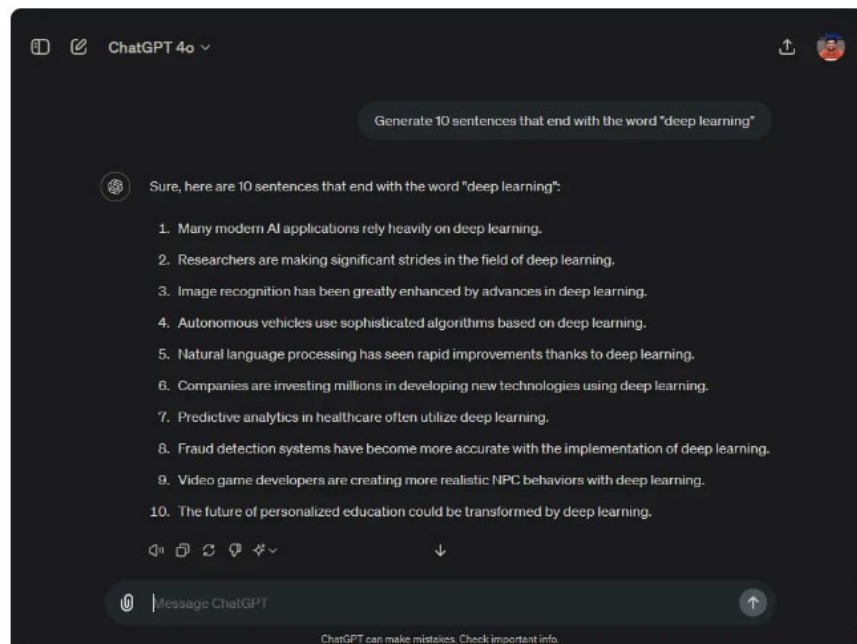 ChatGPT 4o
Generate 10 sentences that end with the word "deep learning"
Sure, here are 10 sentences that end with the word "deep learning":
1. Many modern AI applications rely heavily on deep learning.
2. Researchers are making significant strides in the field of deep learning.
3. Image recognition has been greatly enhanced by advances in deep learning.
4. Autonomous vehicles use sophisticated algorithms based on deep learning.
5. Natural language processing has seen rapid improvements thanks to deep learning.
6. Companies are investing millions in developing new technologies using deep learning.
7. Predictive analytics in healthcare often utilize deep learning.
8. Fraud detection systems have become more accurate with the implementation of deep learning.
9. Video game developers are creating more realistic NPC behaviors with deep learning.
10. The future of personalized education could be transformed by deep learning.
Message ChatGPT
ChatGPT can make mistakes. Check important info.